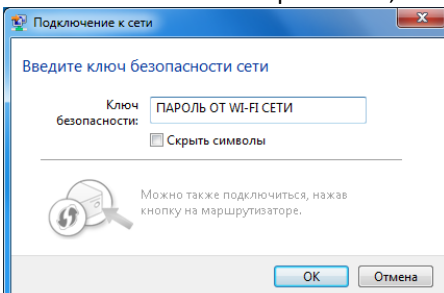 Подключение к сети
Введите ключ безопасности сети
Ключ
безопасности:
ПАРОЛЬ ОТ WI-FI СЕТИ
Скрыть символы
Можно также подключиться, нажав
кнопку на маршрутизаторе.
OK
Отмена